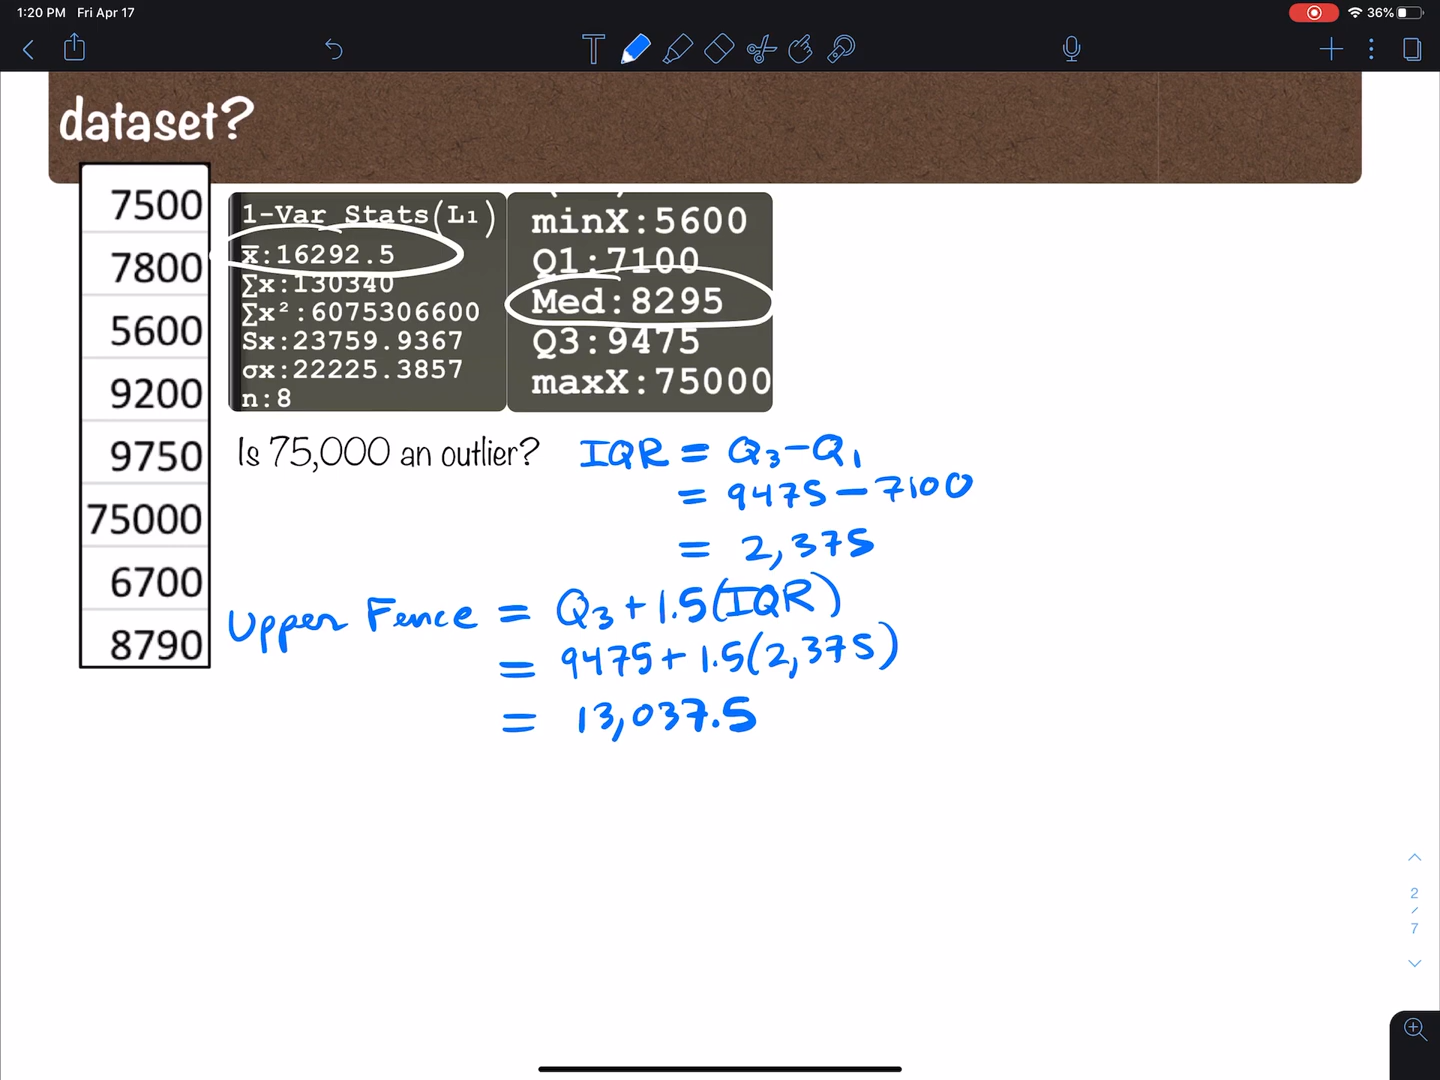 1:20 PM Fri Apr 17
36%
dataset?
7500
7800
5600
9200
9750
75000
6700
8790
1-Var Stats(L1)
x̅:16292.5
∑x:130340
∑x²:6075306600
Sx:23759.9367
σx:22225.3857
n:8
minX:5600
Q1:7100
Med:8295
Q3:9475
maxX:75000
Is 75,000 an outlier?
IQR = Q3-Q1
= 9475-7100
= 2,375
Upper Fence = Q3+1.5(IQR)
= 9475+1.5(2,375)
= 13,037.5
2
/
7